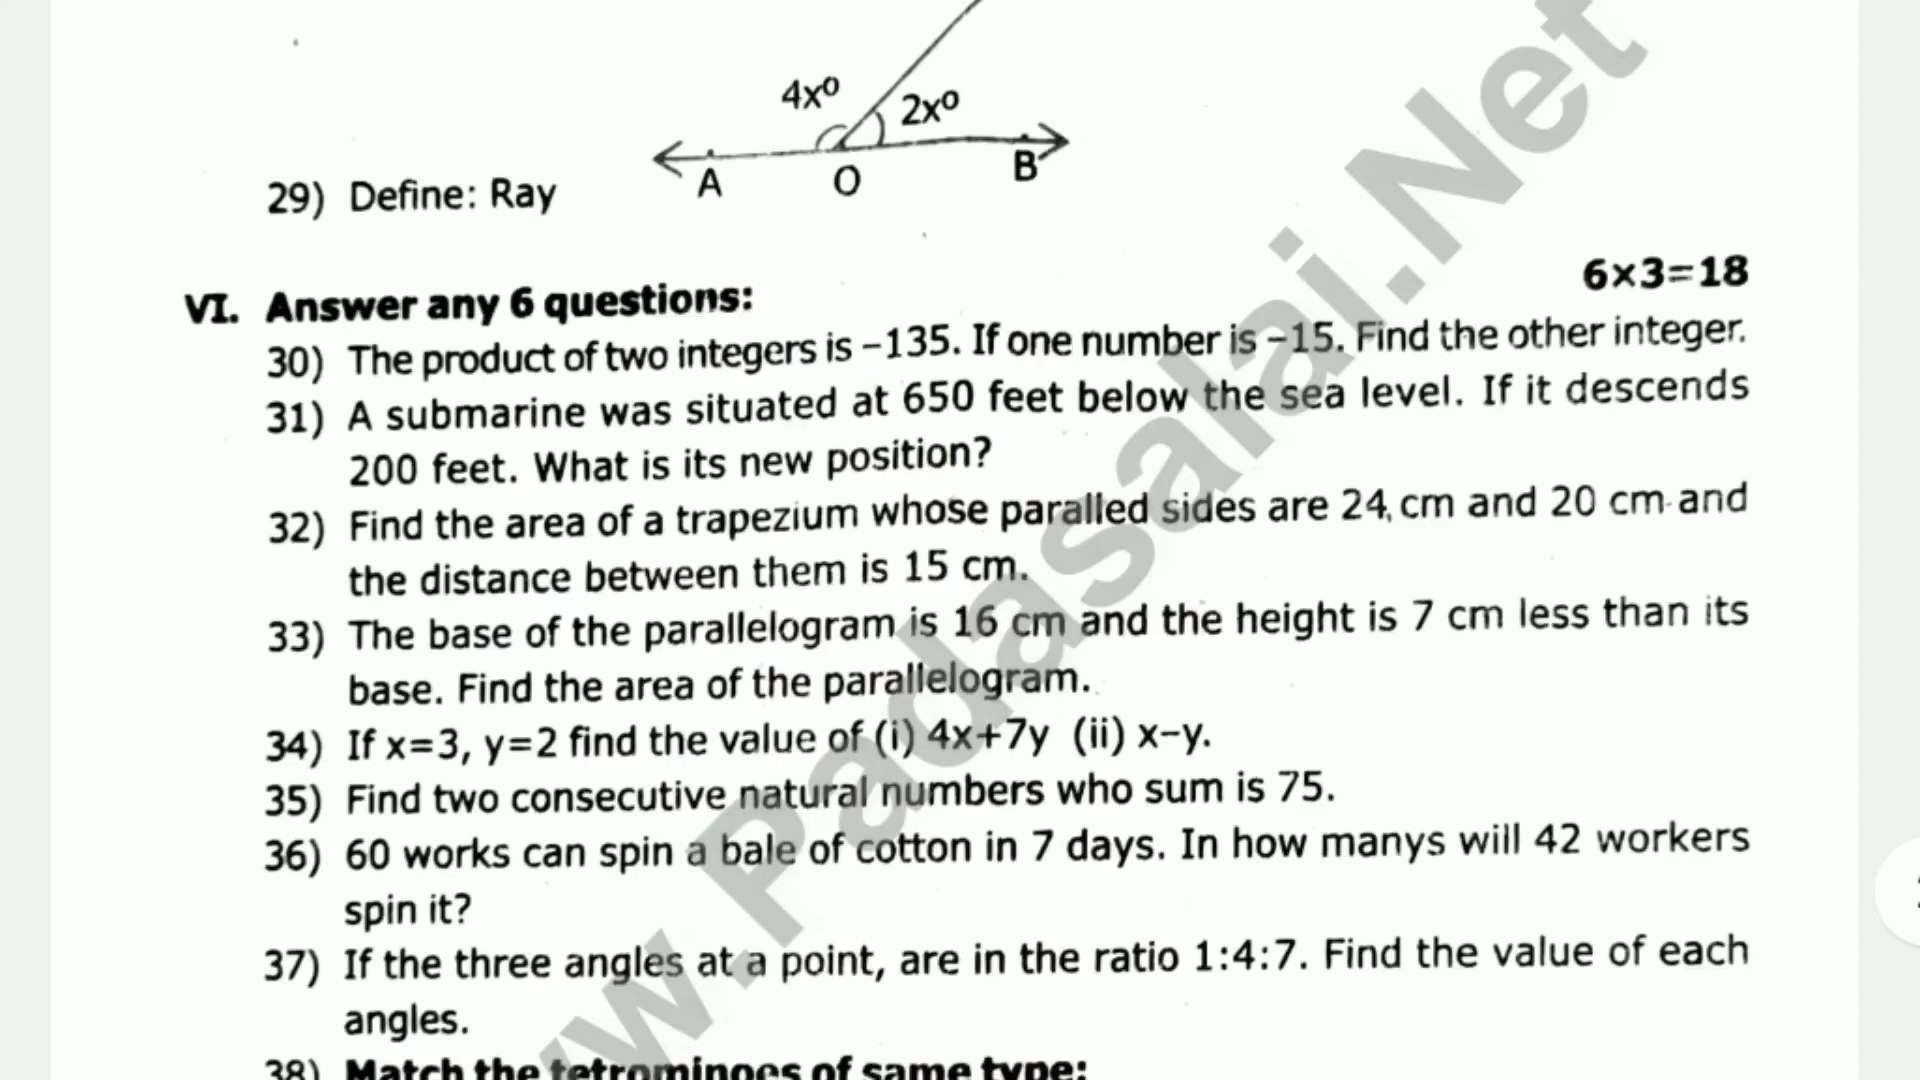 4xº
2xº
A O B
29) Define: Ray
VI. Answer any 6 questions: 6×3=18
30) The product of two integers is –135. If one number is –15. Find the other integer.
31) A submarine was situated at 650 feet below the sea level. If it descends
200 feet. What is its new position?
32) Find the area of a trapezium whose paralled sides are 24 cm and 20 cm and
the distance between them is 15 cm.
33) The base of the parallelogram is 16 cm and the height is 7 cm less than its
base. Find the area of the parallelogram.
34) If x=3, y=2 find the value of (i) 4x+7y (ii) x–y.
35) Find two consecutive natural numbers who sum is 75.
36) 60 works can spin a bale of cotton in 7 days. In how manys will 42 workers
spin it?
37) If the three angles at a point, are in the ratio 1:4:7. Find the value of each
angles.
38) Match the tetrominoes of same type:
w.Padasalai.Net